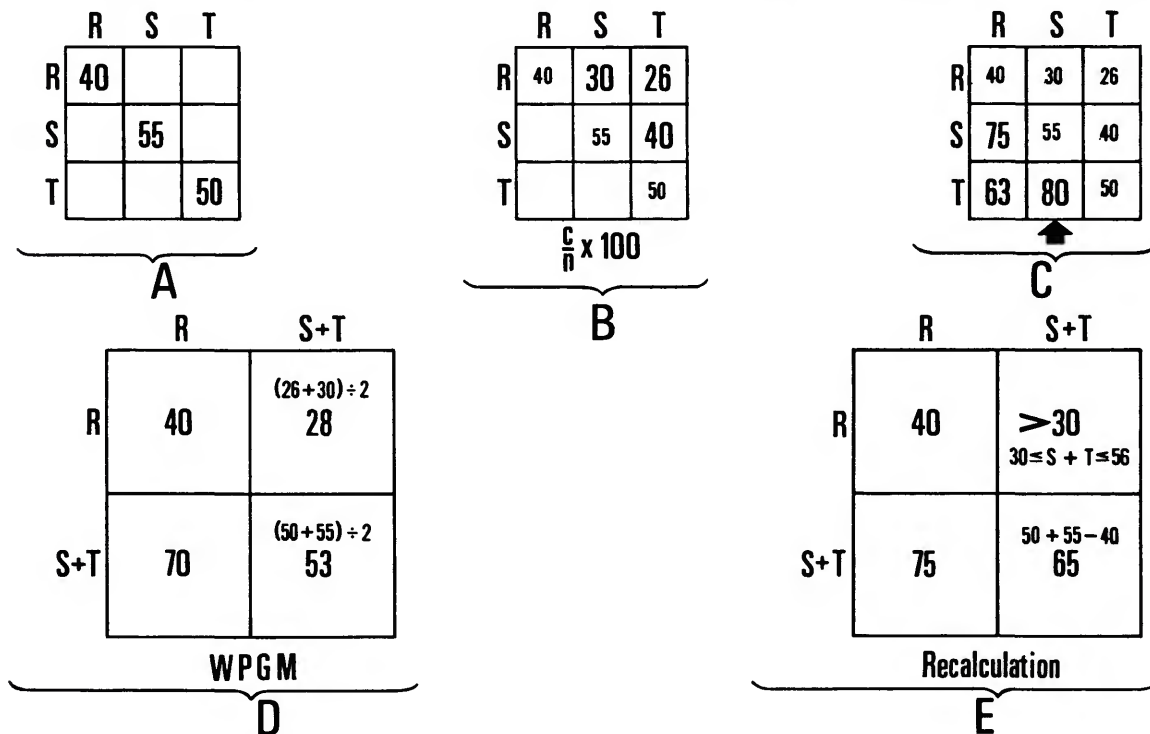 R S T
R 40
S 55
T 50
A
R S T
R 40 30 26
S 55 40
T 50
c/n x 100
B
R S T
R 40 30 26
S 75 55 40
T 63 80 50
C
R S+T
(26+30)÷2
R 40 28
(50+55)÷2
S+T 70 53
WPGM
D
R S+T
R 40 >30
30≤S + T≤56
50+55-40
S+T 75 65
Recalculation
E